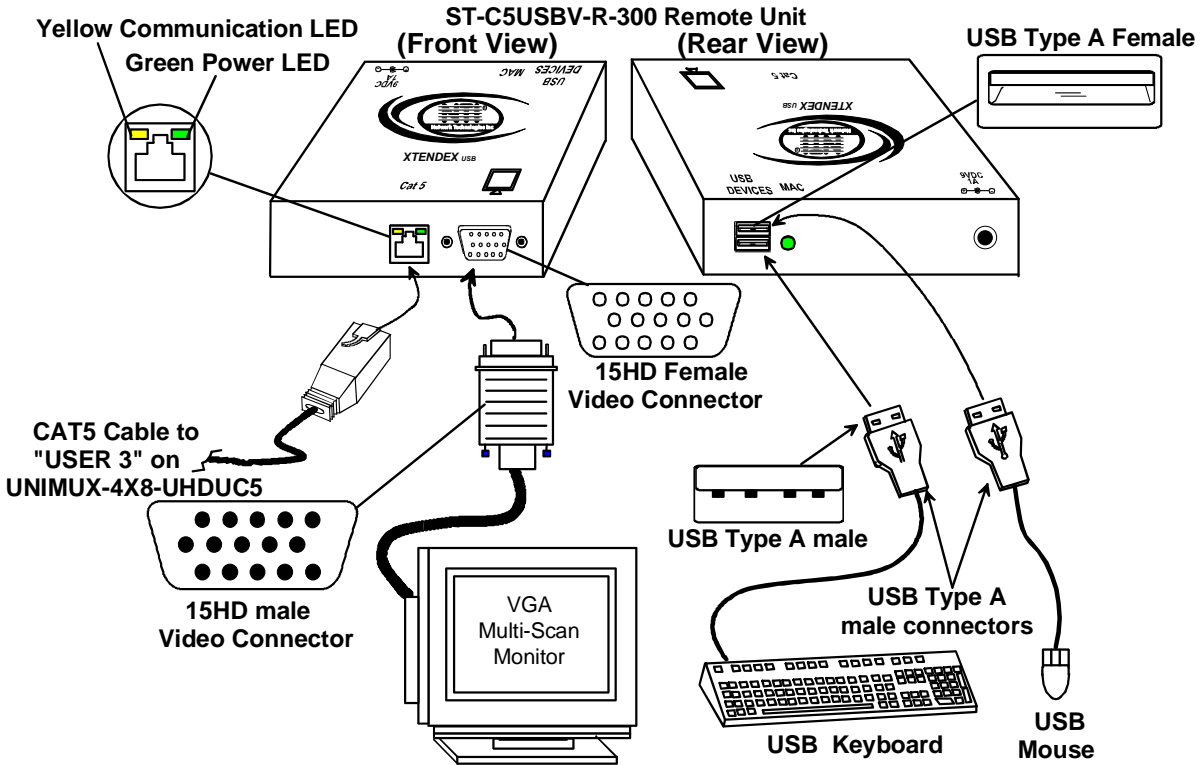 ST-C5USBV-R-300 Remote Unit
(Front View)
(Rear View)
Yellow Communication LED
Green Power LED
USB Type A Female
9VDC
1A
MAC
USB
DEVICES
XTENDEX USB
Cat 5
Cat 5
XTENDEX USB
USB
DEVICES
MAC
9VDC
1A
15HD Female
Video Connector
CAT5 Cable to
"USER 3" on
UNIMUX-4X8-UHDUC5
USB Type A male
15HD male
Video Connector
VGA
Multi-Scan
Monitor
USB Type A
male connectors
USB Keyboard
USB
Mouse